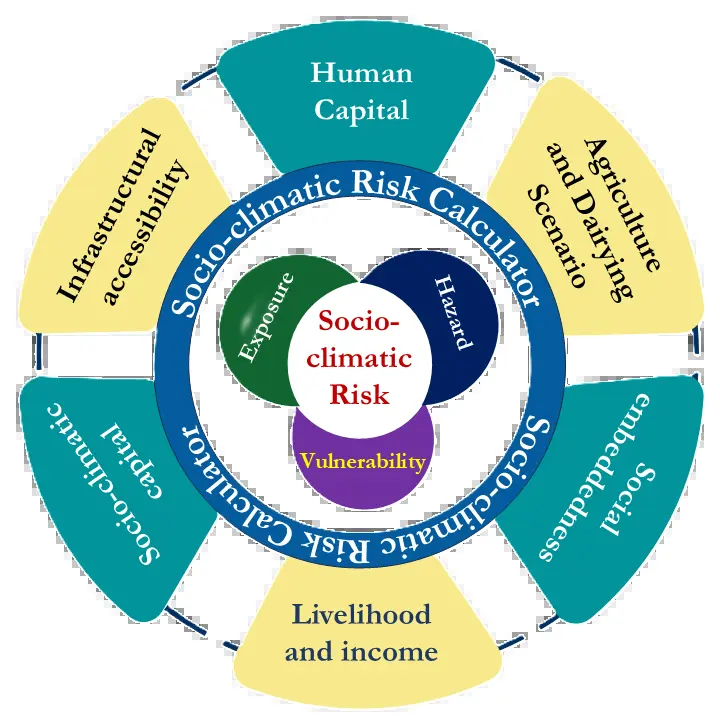 Human
Capital
Agriculture
and Dairying
Scenario
Social
embeddedness
Livelihood
and income
Socio-climatic
capital
Infrastructural
accessibility
Socio-climatic Risk Calculator
Socio-climatic Risk Calculator
Exposure
Hazard
Vulnerability
Socio-
climatic
Risk